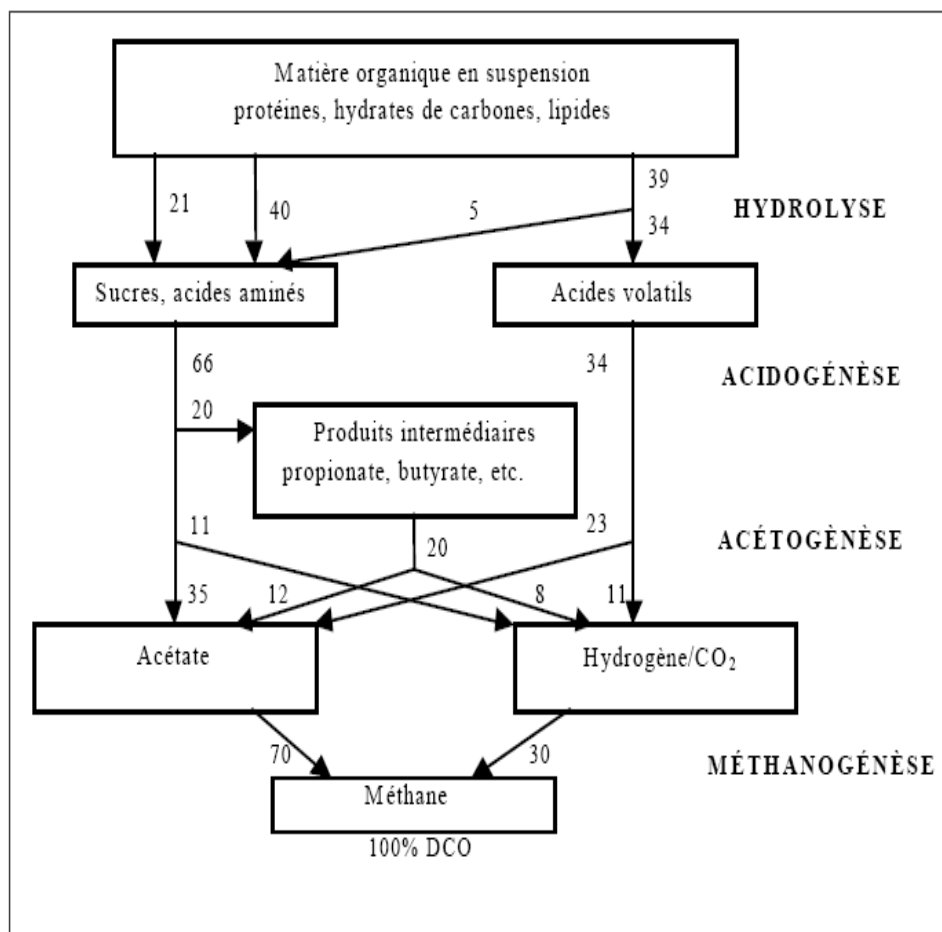 Matière organique en suspension
protéines, hydrates de carbones, lipides
39
21
40
5
34
HYDROLYSE
Sucres, acides aminés
Acides volatils
66
34
ACIDOGÉNÈSE
20
Produits intermédiaires
propionate, butyrate, etc.
11
20
23
ACÉTOGÈNÈSE
35
12
8
11
Acétate
Hydrogène/CO₂
70
30
MÉTHANOGÉNÈSE
Méthane
100% DCO